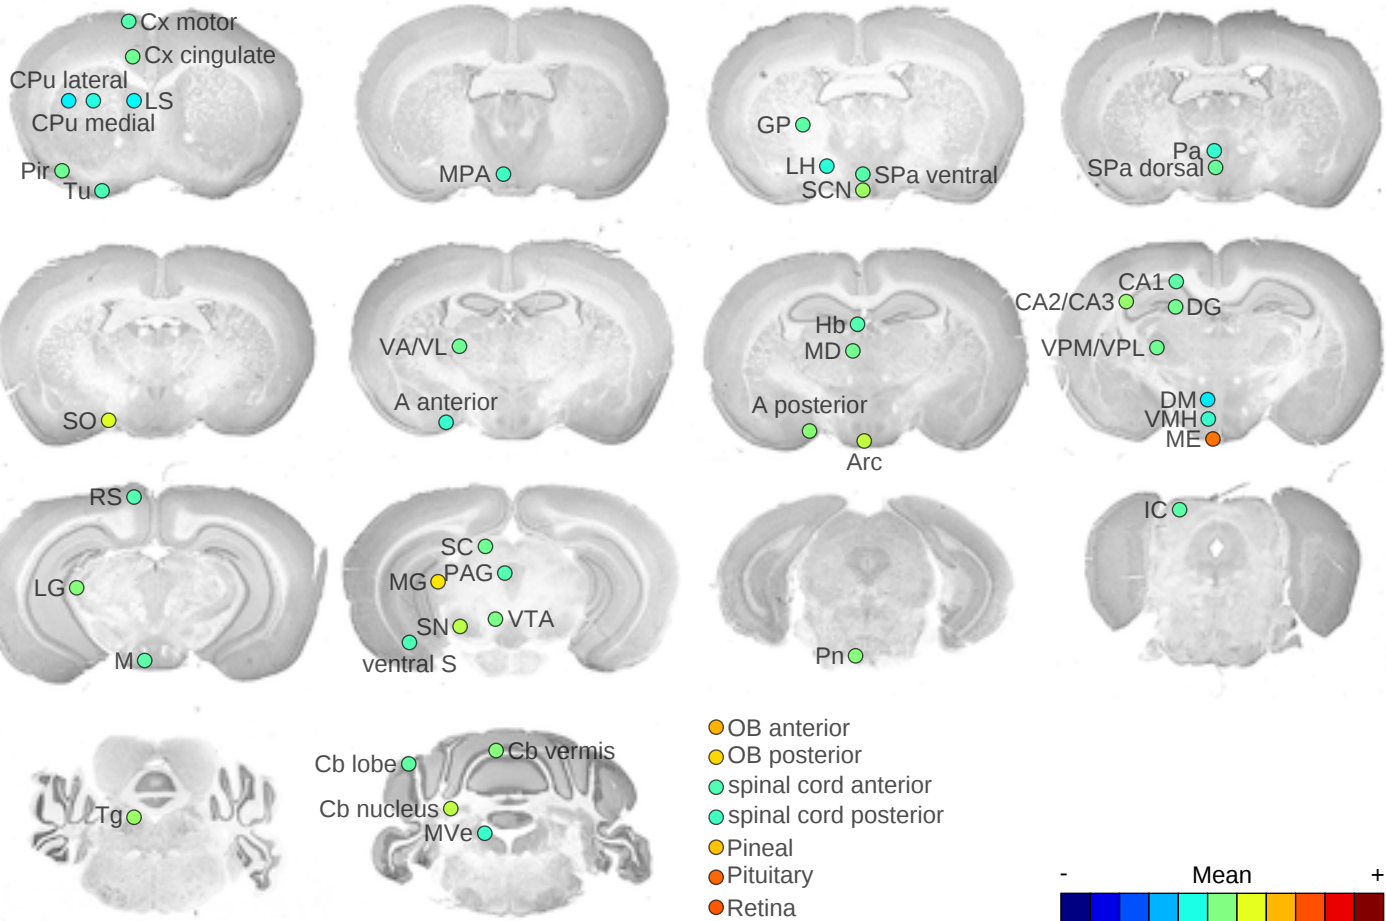 Cx motor
Cx cingulate
CPu lateral
LS
CPu medial
Pir
Tu
MPA
GP
LH
SPa ventral
SCN
Pa
SPa dorsal
SO
VA/VL
A anterior
Hb
MD
A posterior
Arc
CA1
CA2/CA3
DG
VPM/VPL
DM
VMH
ME
RS
LG
M
SC
MG
PAG
SN
VTA
ventral S
Pn
IC
Tg
Cb lobe
Cb vermis
Cb nucleus
MVe
OB anterior
OB posterior
spinal cord anterior
spinal cord posterior
Pineal
Pituitary
Retina
- Mean +